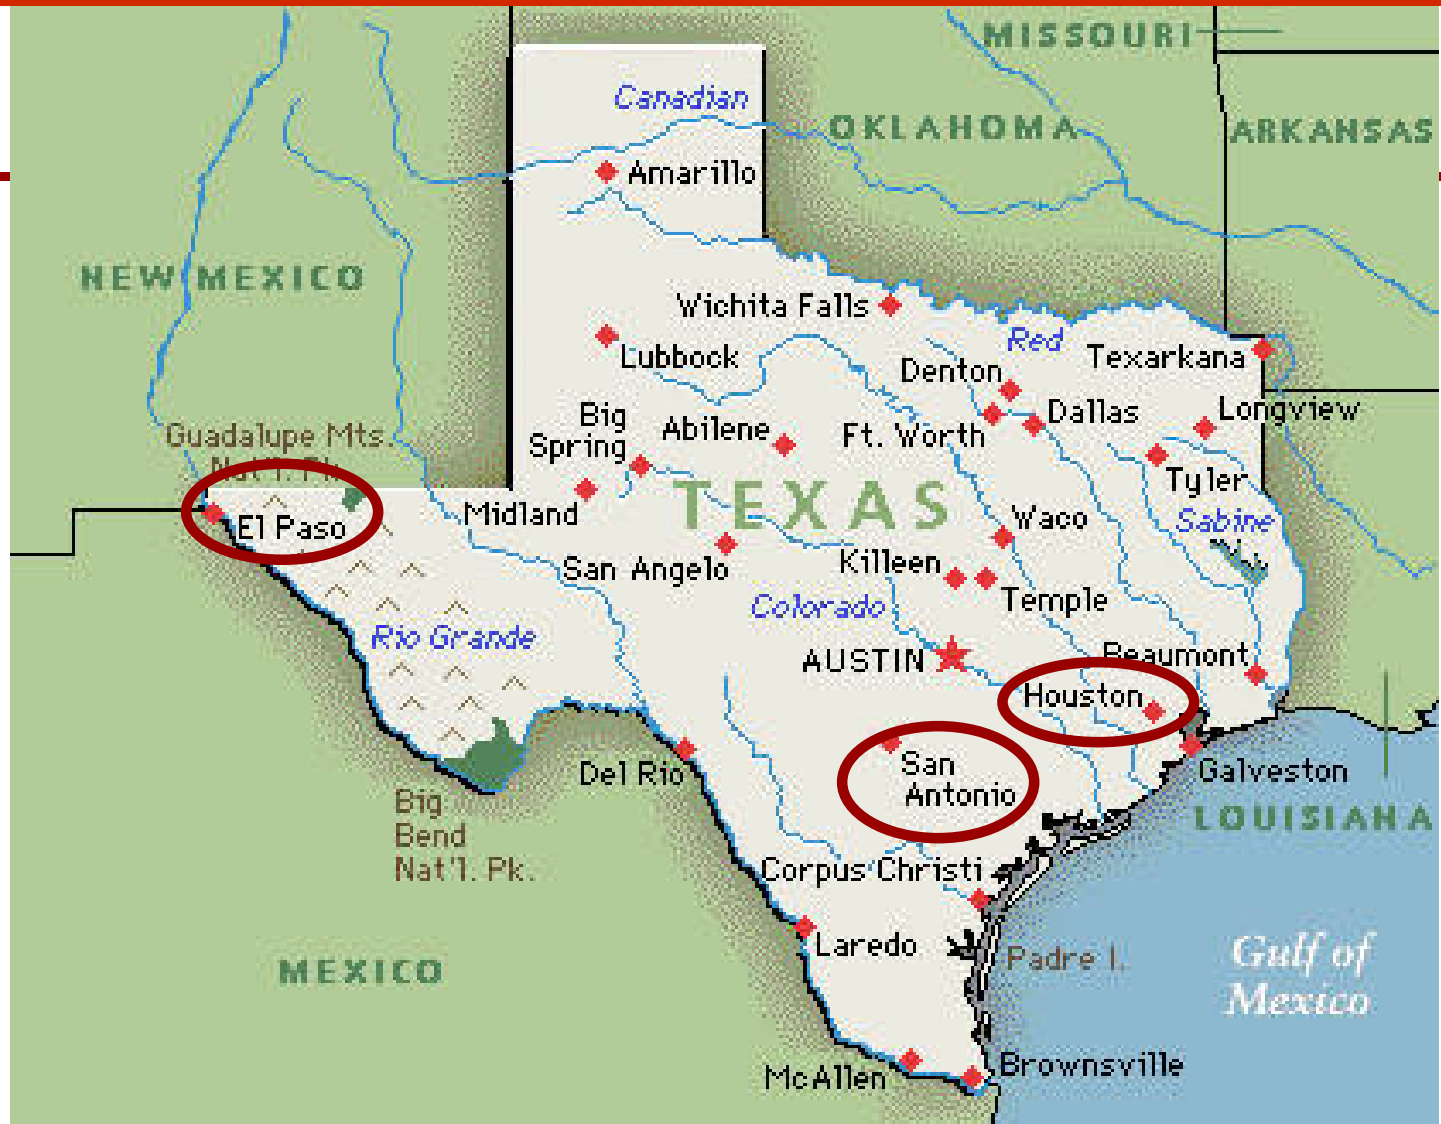 MISSOURI
Canadian
OKLAHOMA
ARKANSAS
Amarillo
NEW MEXICO
Wichita Falls
Red
Lubbock
Texarkana
Denton
Big
Spring
Abilene
Ft. Worth
Dallas
Longview
Guadalupe Mts.
Nat'l. Pk.
Tyler
TEXAS
El Paso
Midland
Waco
Sabine
San Angelo
Killeen
Temple
Colorado
Rio Grande
AUSTIN
Beaumont
Houston
San
Antonio
Del Rio
Galveston
Big
Bend
Nat'l. Pk.
LOUISIANA
Corpus Christi
Laredo
Padre I.
Gulf of
Mexico
MEXICO
McAllen
Brownsville